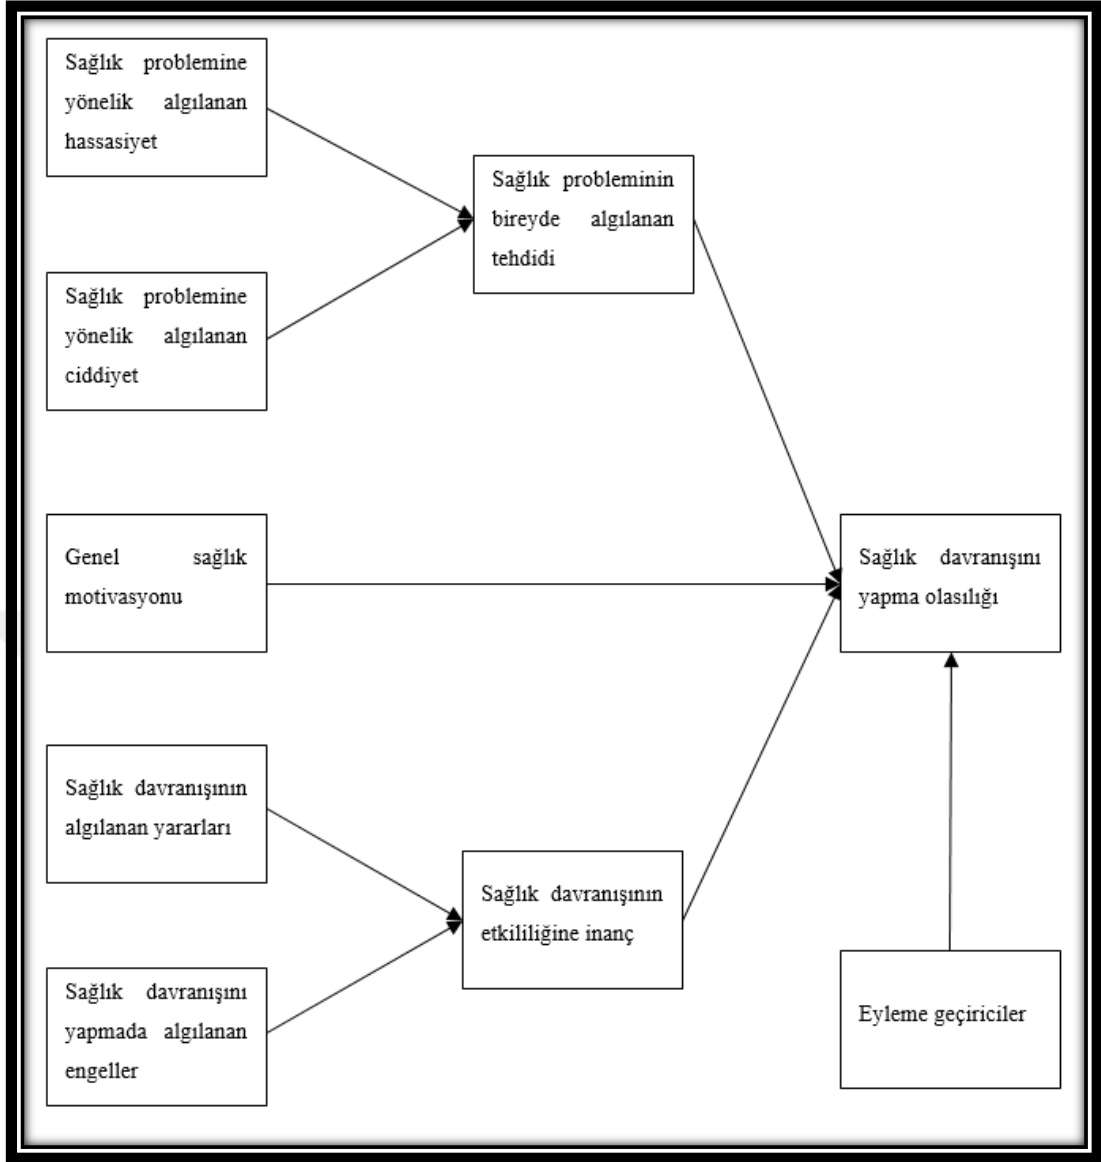 Sağlık problemine
yönelik algılanan
hassasiyet
Sağlık probleminin
bireyde algılanan
tehdidi
Sağlık problemine
yönelik algılanan
ciddiyet
Genel sağlık
motivasyonu
Sağlık davranışını
yapma olasılığı
Sağlık davranışının
algılanan yararları
Sağlık davranışının
etkililiğine inanç
Sağlık davranışını
yapmada algılanan
engeller
Eyleme geçiriciler